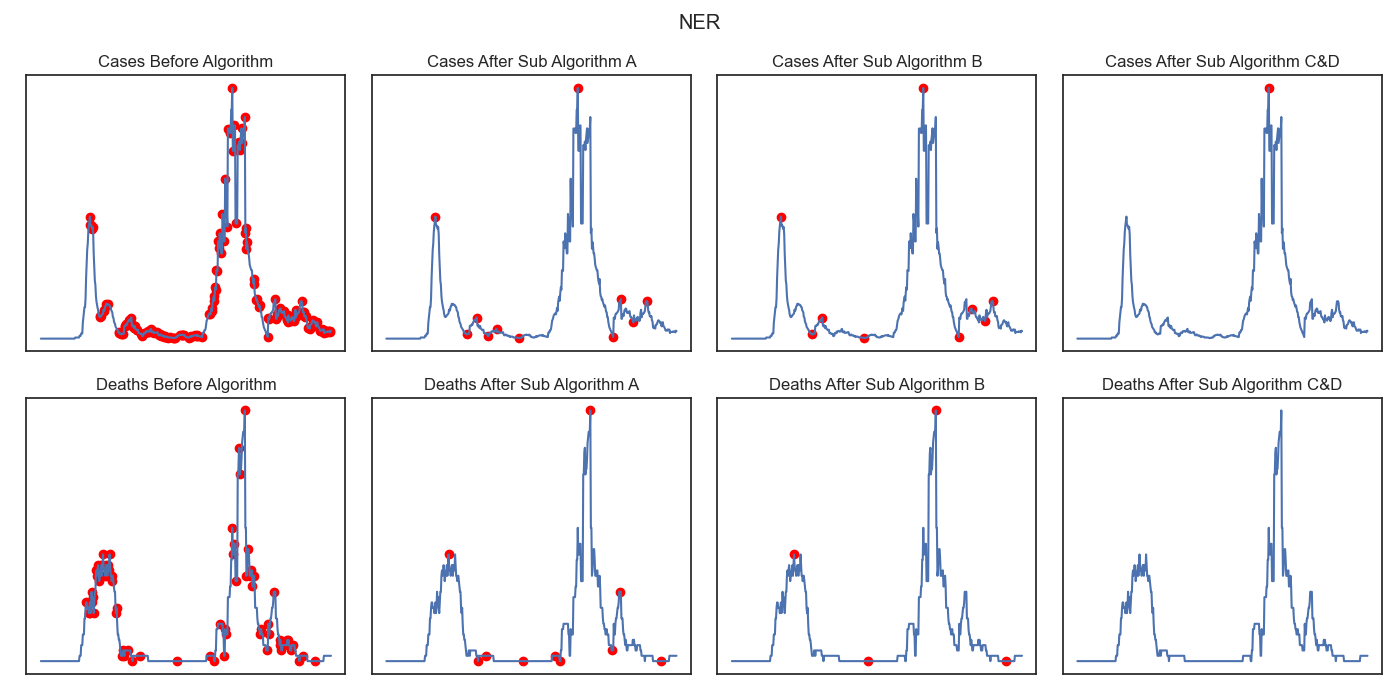 NER
Cases Before Algorithm
Cases After Sub Algorithm A
Cases After Sub Algorithm B
Cases After Sub Algorithm C&D
Deaths Before Algorithm
Deaths After Sub Algorithm A
Deaths After Sub Algorithm B
Deaths After Sub Algorithm C&D